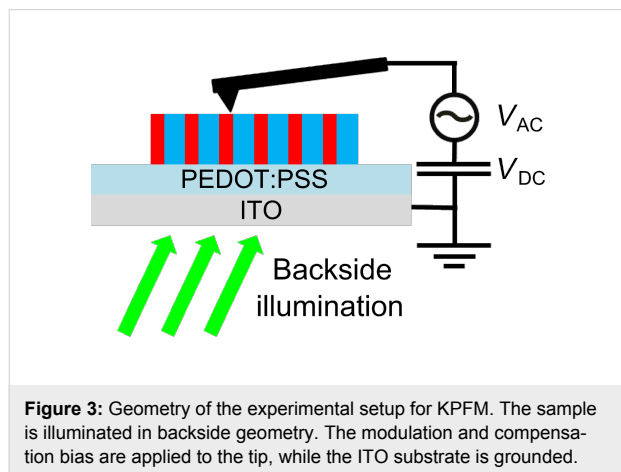 V_AC
V_DC
PEDOT:PSS
ITO
Backside
illumination
Figure 3: Geometry of the experimental setup for KPFM. The sample
is illuminated in backside geometry. The modulation and compensa-
tion bias are applied to the tip, while the ITO substrate is grounded.